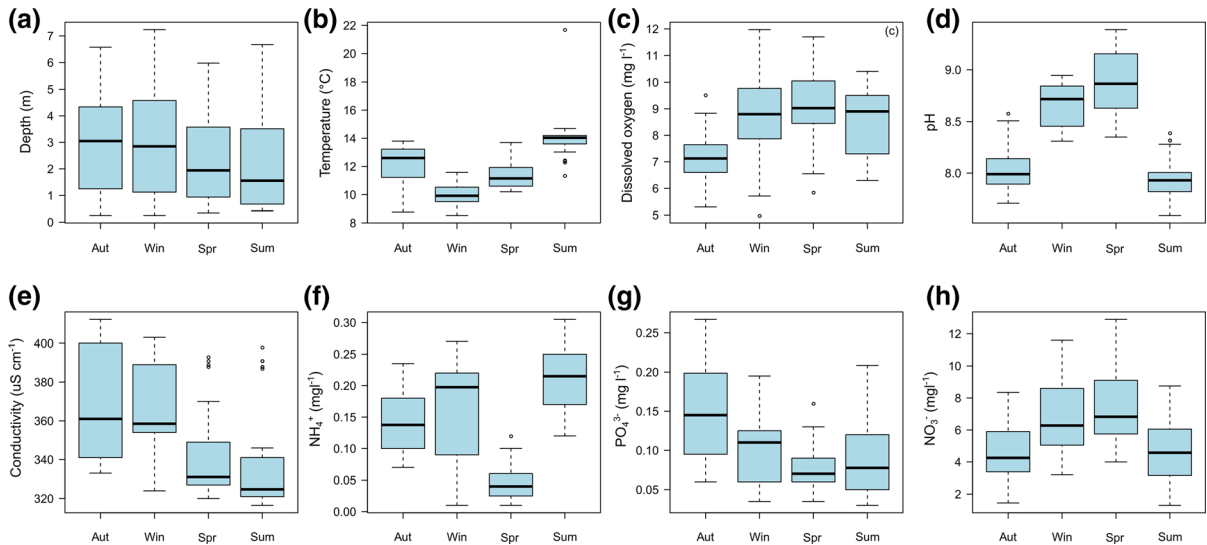 (a)
Depth (m)
7
6
5
4
3
2
1
0
Aut Win Spr Sum
(b)
Temperature (°C)
22
20
18
16
14
12
10
8
Aut Win Spr Sum
(c)
(c)
Dissolved oxygen (mg l⁻¹)
12
11
10
9
8
7
6
5
Aut Win Spr Sum
(d)
pH
9.0
8.5
8.0
Aut Win Spr Sum
(e)
Conductivity (uS cm⁻¹)
400
380
360
340
320
Aut Win Spr Sum
(f)
NH₄⁺ (mgl⁻¹)
0.30
0.25
0.20
0.15
0.10
0.05
0.00
Aut Win Spr Sum
(g)
PO₄³⁻ (mg l⁻¹)
0.25
0.20
0.15
0.10
0.05
Aut Win Spr Sum
(h)
NO₃⁻ (mgl⁻¹)
12
10
8
6
4
2
Aut Win Spr Sum